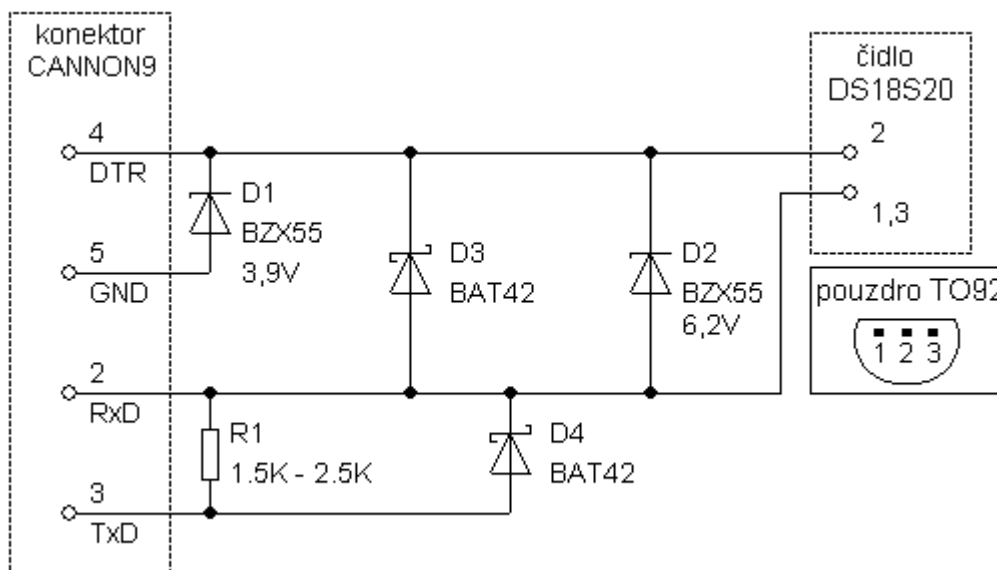 konektor
CANNON9
4
DTR
5
GND
2
RxD
3
TxD
D1
BZX55
3,9V
D3
BAT42
D2
BZX55
6,2V
R1
1.5K - 2.5K
D4
BAT42
čidlo
DS18S20
2
1,3
pouzdro TO92
1 2 3